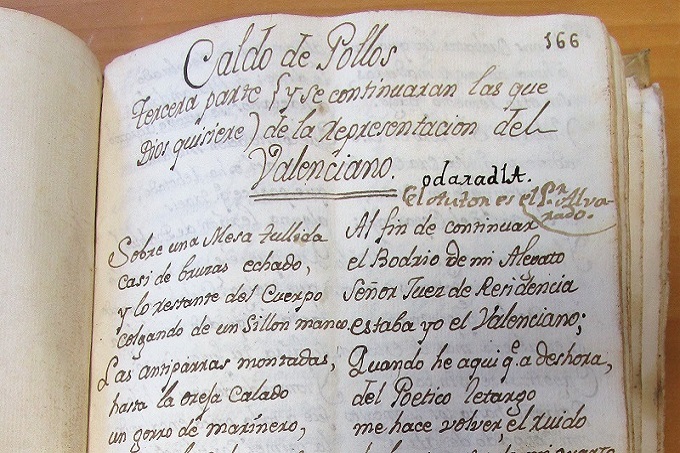 166
Caldo de Pollos
tercera parte (y se continuaran las que
Dios quisiere) de la representacion del
Valenciano.
odaradlA.
El Autor es el Pe. Alva-
rado.
Sobre una Mesa tullida
casi de bruzas echado,
y lo restante del Cuerpo
colgando de un Sillon manco.
Las antiparras montadas,
hasta la oreja calado
un gorro de marinero,
Al fin de continuar
el Bodrio de mi Alegato
Señor Juez de Residencia
estaba yo el Valenciano;
Quando he aqui q.e a deshora,
del Poetico letargo
me hace volver el ruido